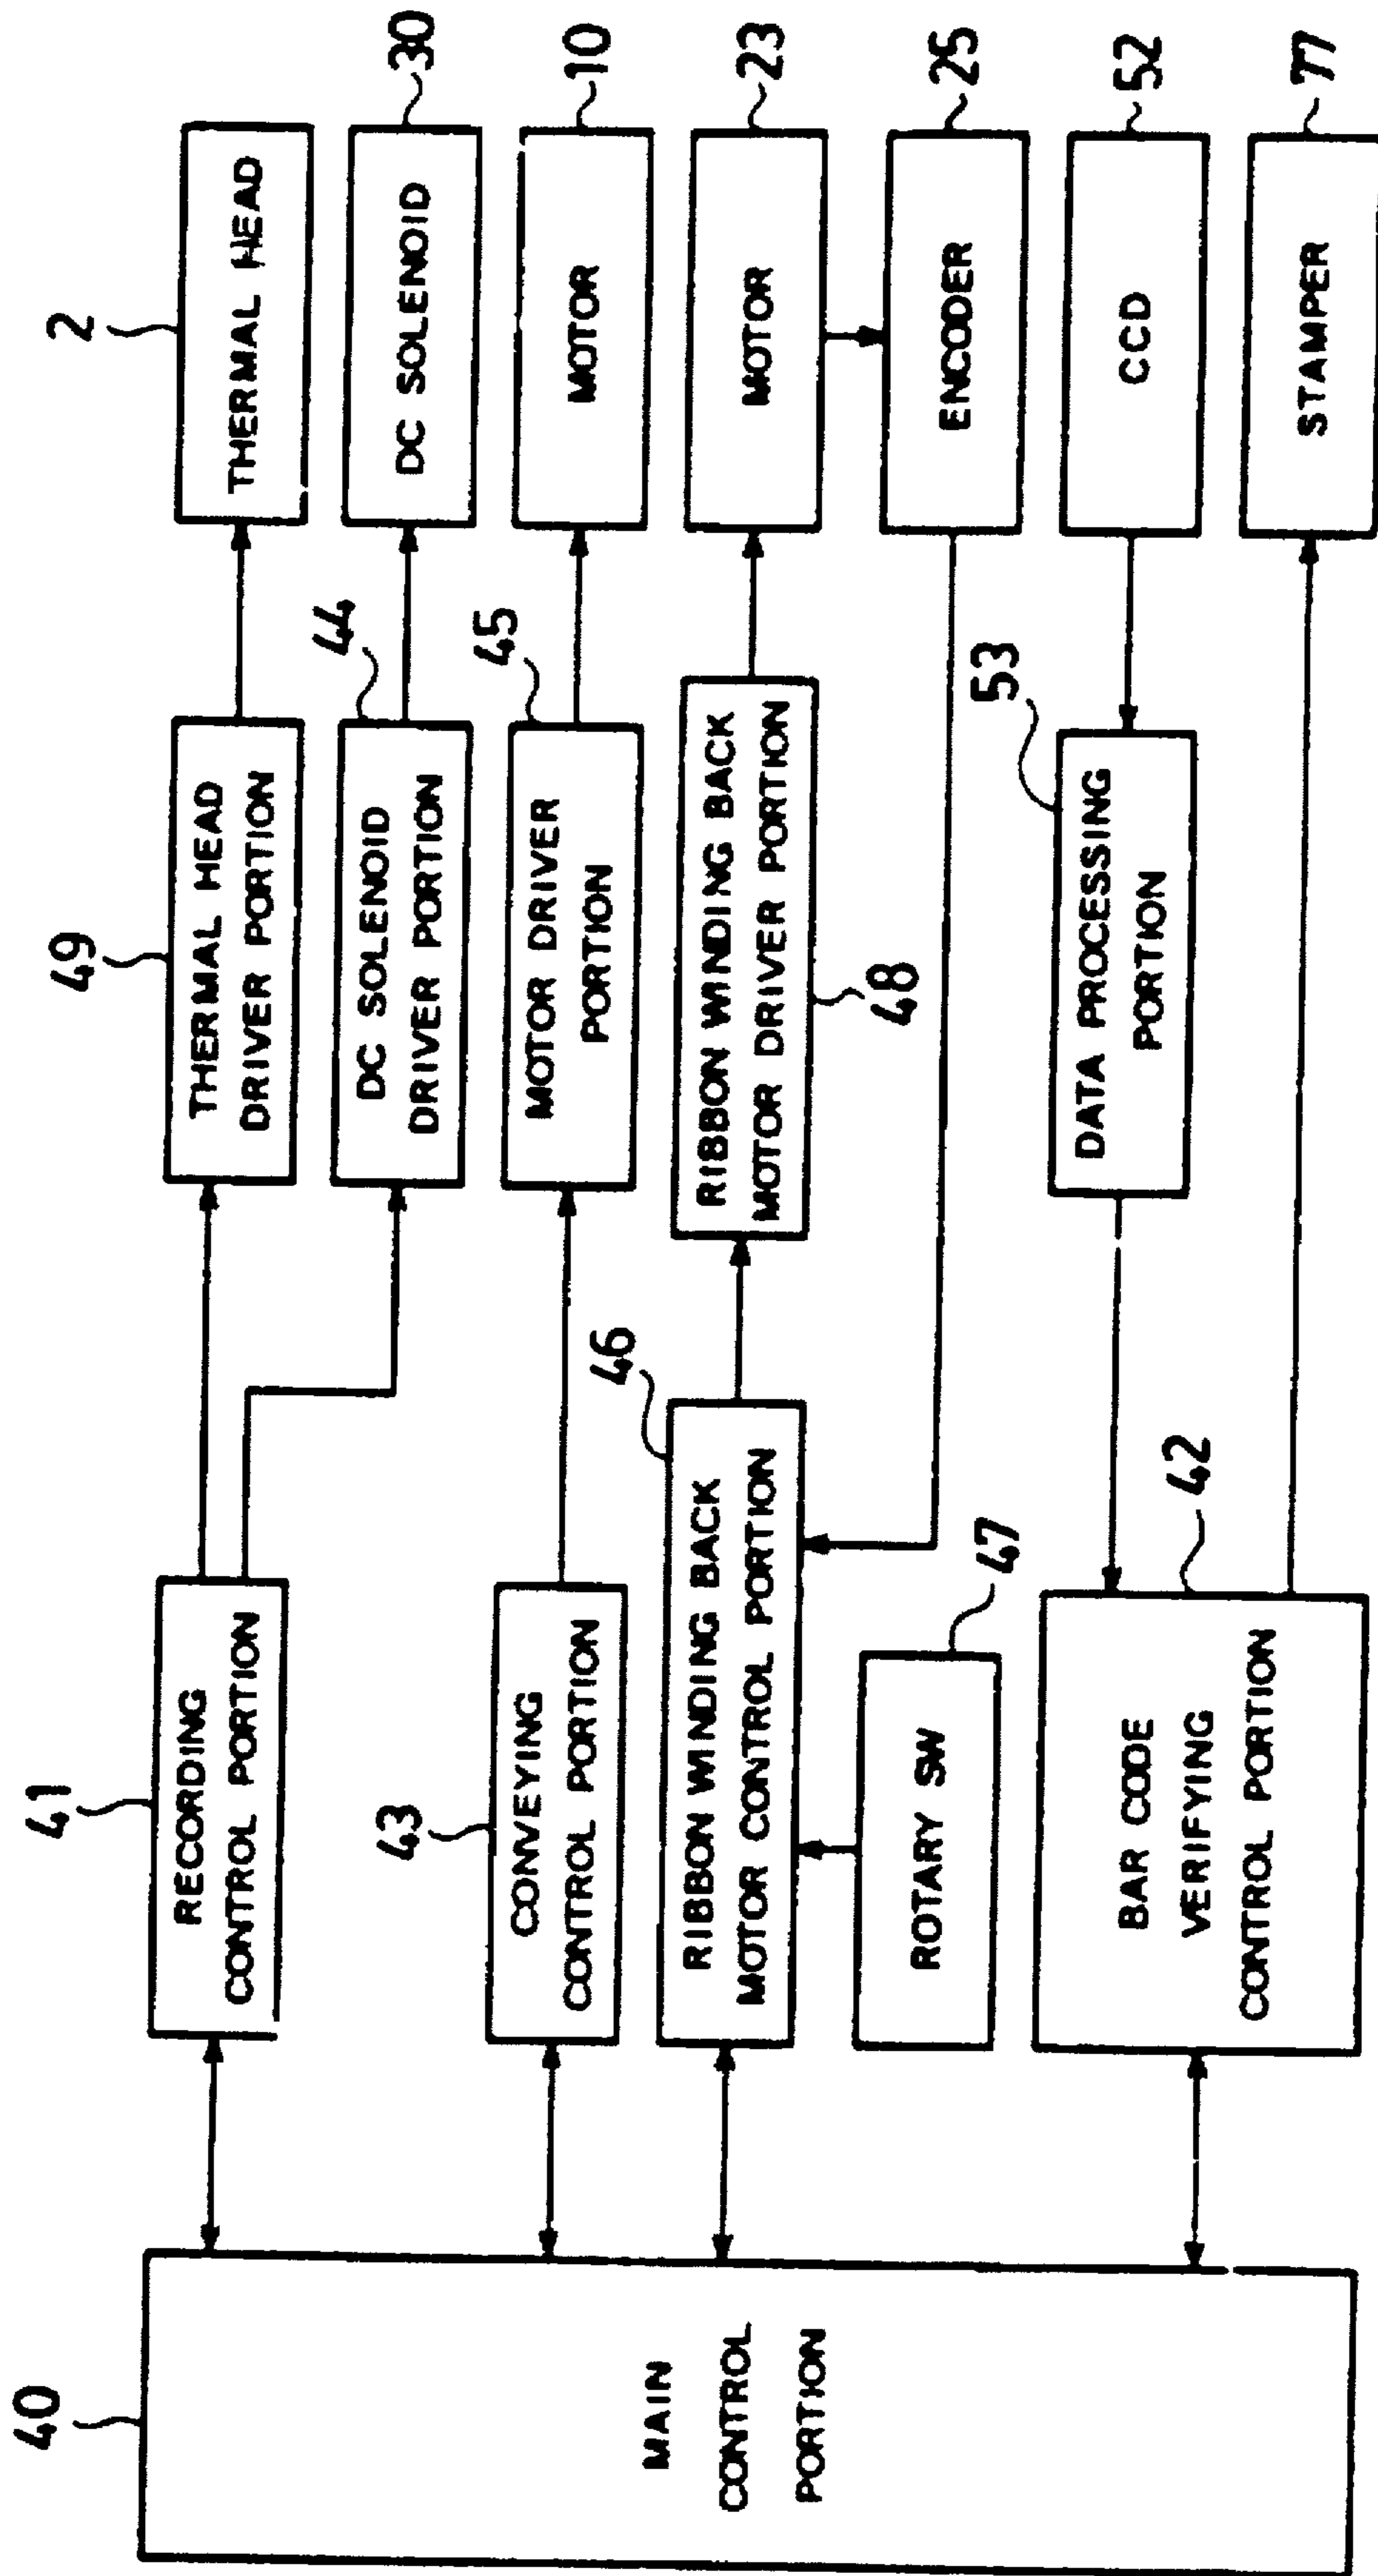 40
MAIN
CONTROL
PORTION
41
RECORDING
CONTROL PORTION
49
THERMAL HEAD
DRIVER PORTION
2
THERMAL HEAD
44
DC SOLENOID
DRIVER PORTION
30
DC SOLENOID
43
CONVEYING
CONTROL PORTION
45
MOTOR DRIVER
PORTION
10
MOTOR
46
RIBBON WINDING BACK
MOTOR CONTROL PORTION
48
RIBBON WINDING BACK
MOTOR DRIVER PORTION
23
MOTOR
47
ROTARY SW
25
ENCODER
42
BAR CODE
VERIFYING
CONTROL PORTION
53
DATA PROCESSING
PORTION
52
CCD
77
STAMPER